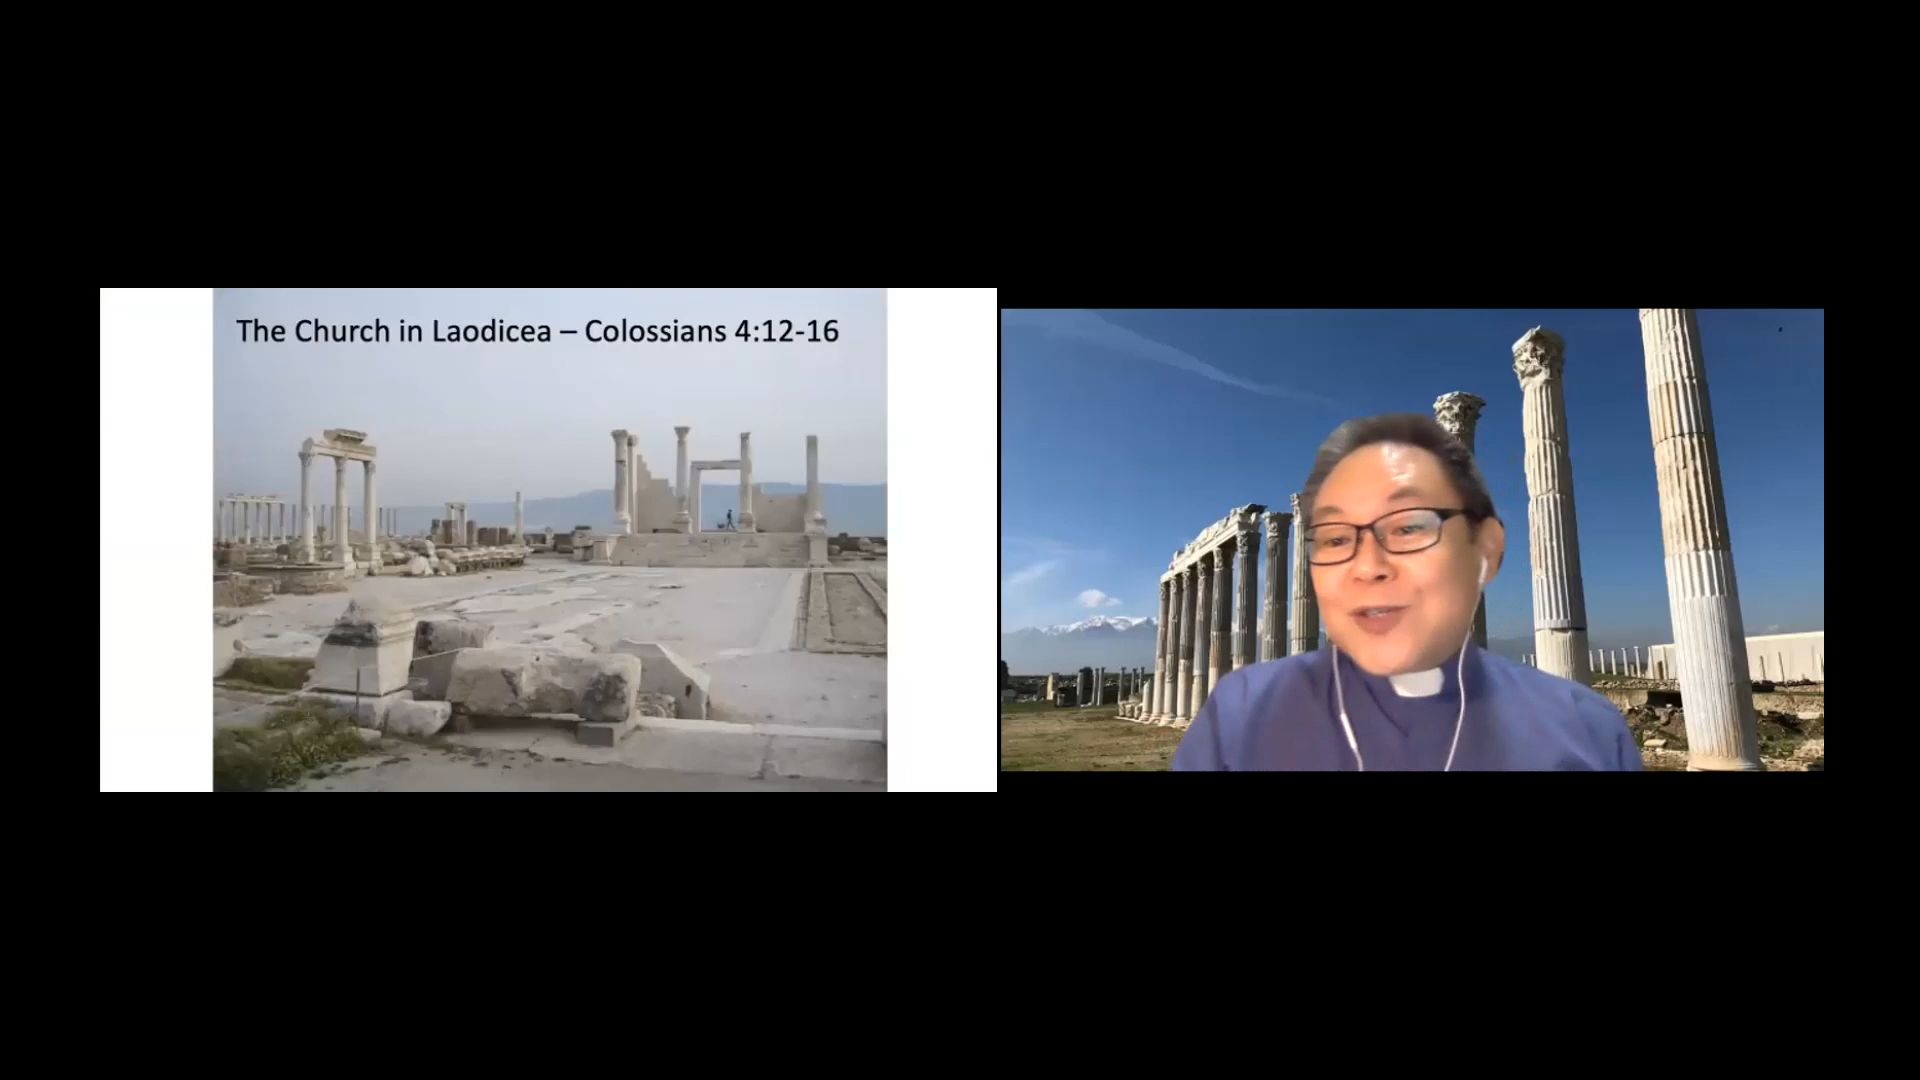 The Church in Laodicea – Colossians 4:12-16